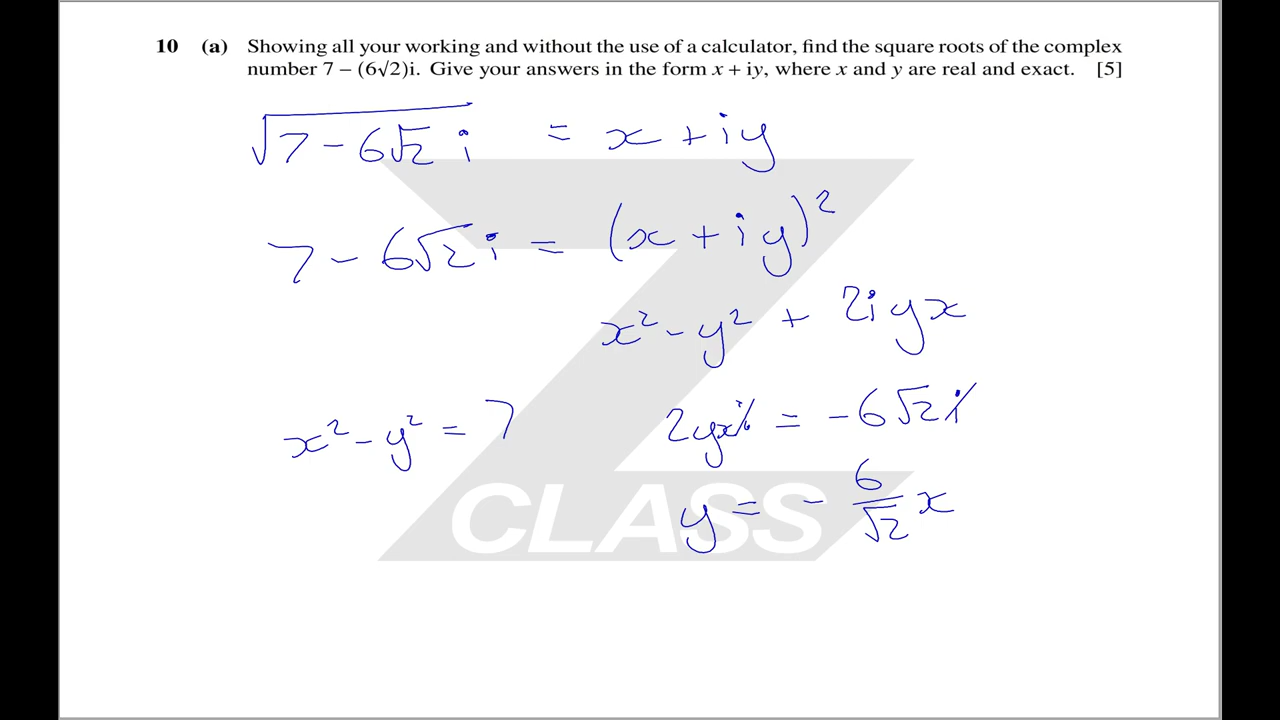 10 (a) Showing all your working and without the use of a calculator, find the square roots of the complex
number 7 − (6√2)i. Give your answers in the form x + iy, where x and y are real and exact. [5]
√(7 − 6√2 i) = x + iy
7 − 6√2 i = (x + iy)²
x² − y² + 2iyx
x² − y² = 7 2yxi = −6√2 i
y = − 6/√2 x
CLASS